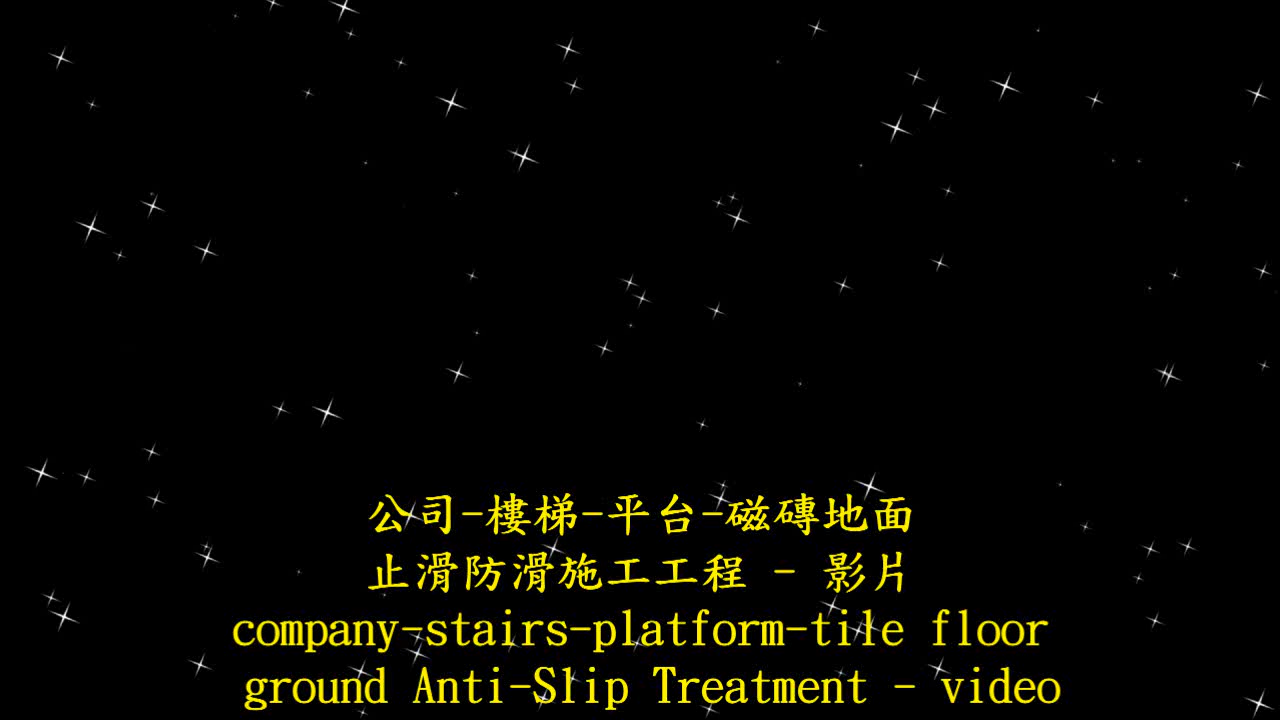 公司-樓梯-平台-磁磚地面
止滑防滑施工工程 - 影片
company-stairs-platform-tile floor
ground Anti-Slip Treatment - video